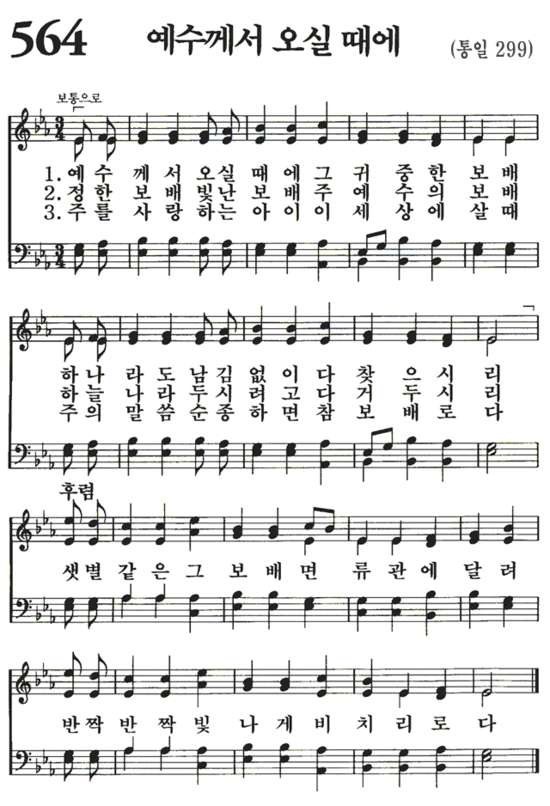 564 예수께서 오실 때에 (통일 299)
보통으로
3 4
1. 예 수 께 서 오 실 때 에 그 귀 중 한 보 배
2. 정 한 보 배 빛 난 보 배 주 예 수 의 보 배
3. 주 를 사 랑 하 는 아 이 이 세 상 에 살 때
3 4
하 나 라 도 남 김 없 이 다 찾 으 시 리
하 늘 나 라 두 시 려 고 다 거 두 시 리
주 의 말 씀 순 종 하 면 참 보 배 로 다
후렴
샛 별 같 은 그 보 배 면 류 관 에 달 려
반 짝 반 짝 빛 나 게 비 치 리 로 다